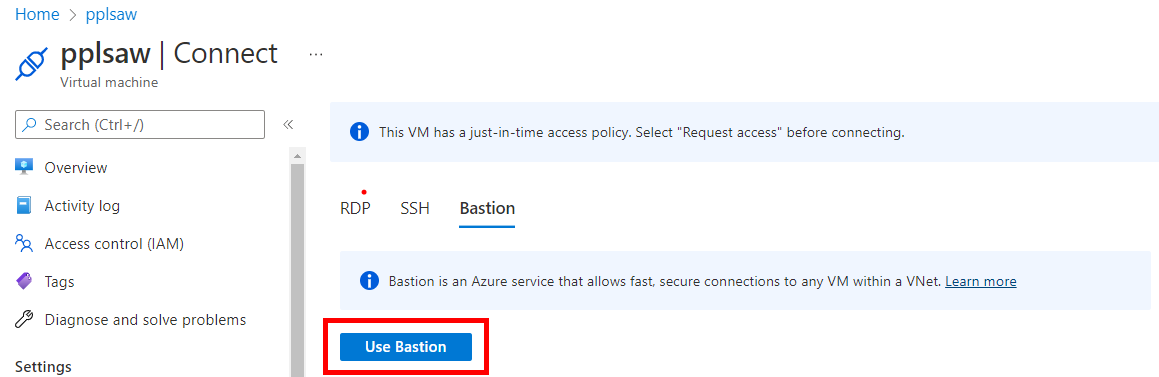 Home > pplsaw
pplsaw | Connect ...
Virtual machine
Search (Ctrl+/)
«
Overview
Activity log
Access control (IAM)
Tags
Diagnose and solve problems
Settings
This VM has a just-in-time access policy. Select "Request access" before connecting.
RDP SSH Bastion
Bastion is an Azure service that allows fast, secure connections to any VM within a VNet. Learn more
Use Bastion